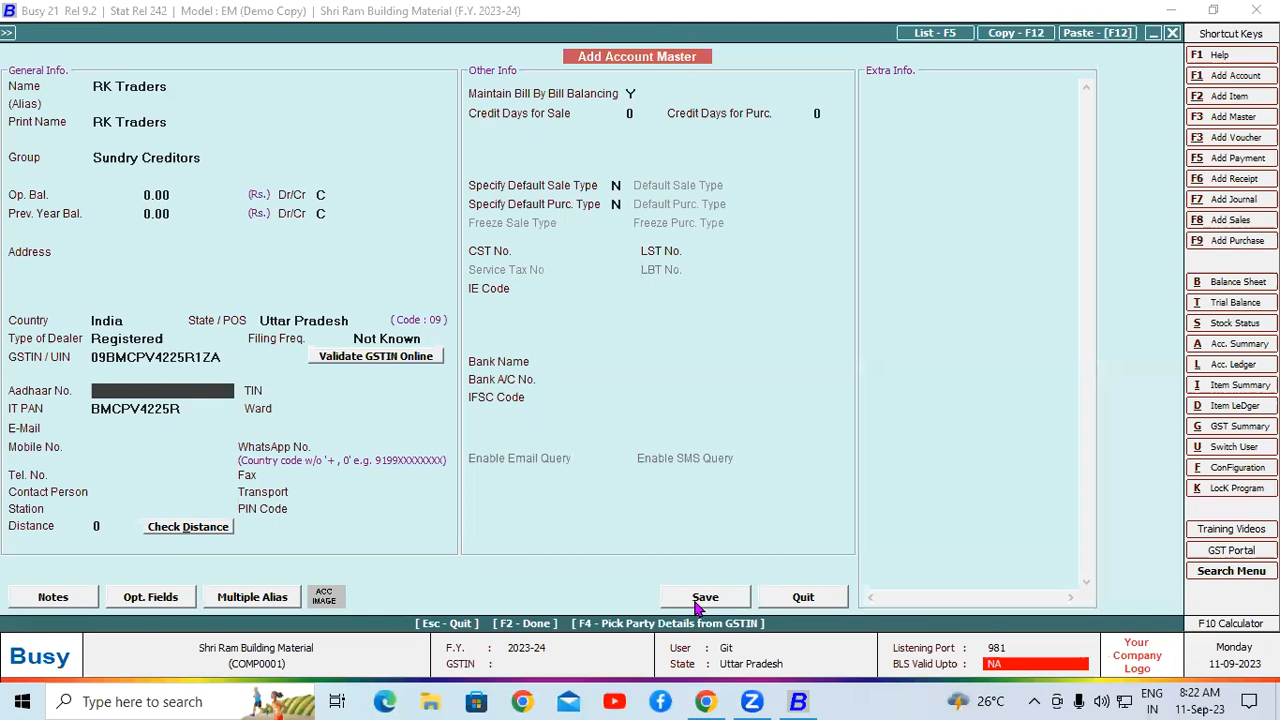 Busy 21 Rel 9.2 | Stat Rel 242 | Model : EM (Demo Copy) | Shri Ram Building Material (F.Y. 2023-24)
>> List - F5 Copy - F12 Paste - [F12]
Add Account Master
General Info.
Name RK Traders
(Alias)
Print Name RK Traders
Group Sundry Creditors
Op. Bal. 0.00 (Rs.) Dr/Cr C
Prev. Year Bal. 0.00 (Rs.) Dr/Cr C
Address
Country India State / POS Uttar Pradesh ( Code : 09 )
Type of Dealer Registered Filing Freq. Not Known
GSTIN / UIN 09BMCPV4225R1ZA Validate GSTIN Online
Aadhaar No. TIN
IT PAN BMCPV4225R Ward
E-Mail
Mobile No. WhatsApp No.
(Country code w/o '+ , 0' e.g. 9199XXXXXXXX)
Tel. No. Fax
Contact Person Transport
Station PIN Code
Distance 0 Check Distance
Other Info
Maintain Bill By Bill Balancing Y
Credit Days for Sale 0 Credit Days for Purc. 0
Specify Default Sale Type N Default Sale Type
Specify Default Purc. Type N Default Purc. Type
Freeze Sale Type Freeze Purc. Type
CST No. LST No.
Service Tax No LBT No.
IE Code
Bank Name
Bank A/C No.
IFSC Code
Enable Email Query Enable SMS Query
Extra Info.
Notes Opt. Fields Multiple Alias ACC IMAGE Save Quit
[ Esc - Quit ] [ F2 - Done ] [ F4 - Pick Party Details from GSTIN ]
Shortcut Keys
F1 Help
F1 Add Account
F2 Add Item
F3 Add Master
F3 Add Voucher
F5 Add Payment
F6 Add Receipt
F7 Add Journal
F8 Add Sales
F9 Add Purchase
B Balance Sheet
T Trial Balance
S Stock Status
A Acc. Summary
L Acc. Ledger
I Item Summary
D Item LeDger
G GST Summary
U Switch User
F ConFiguration
K LocK Program
Training Videos
GST Portal
Search Menu
F10 Calculator
Busy
Shri Ram Building Material
(COMP0001)
F.Y. : 2023-24
GSTIN :
User : Git
State : Uttar Pradesh
Listening Port : 981
BLS Valid Upto : NA
Your
Company
Logo
Monday
11-09-2023
Type here to search
26°C
ENG
IN
8:22 AM
11-Sep-23